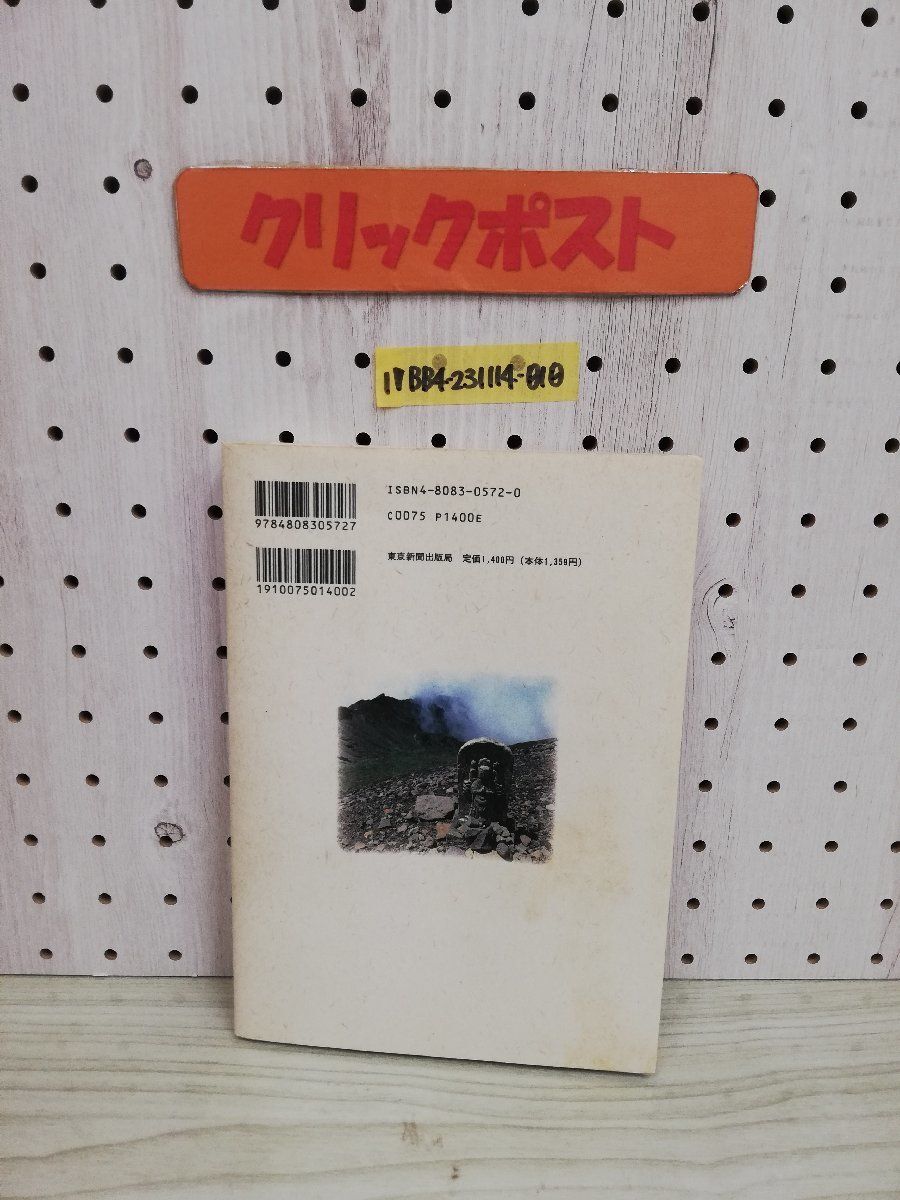 クリックポスト
1YBB4-231114-010
ISBN4-8083-0572-0
9784808305727
C0075 P1400E
東京新聞出版局 定価1,400円(本体1,359円)
1910075014002